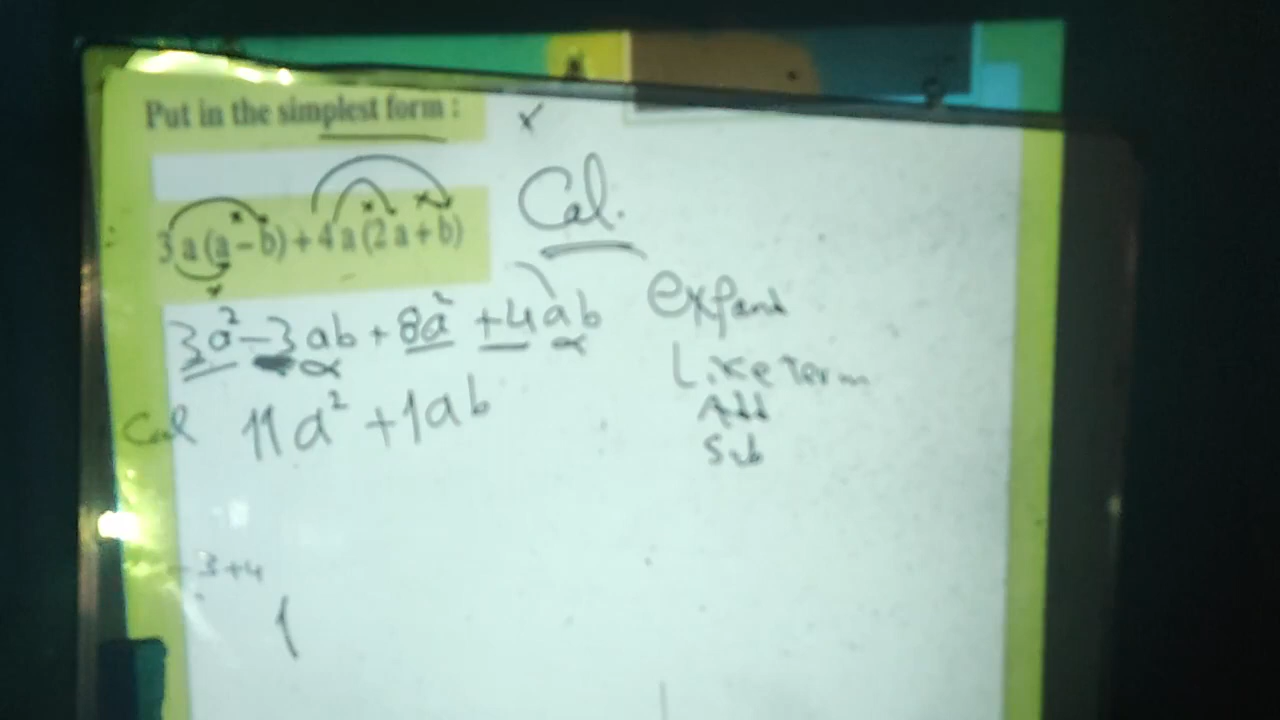 Put in the simplest form :
3a(a-b)+4a(2a+b)
Cal.
3a²-3ab+8a²+4ab
Cal 11a²+1ab
expand
Like Term
Add
Sub
-3+4
1